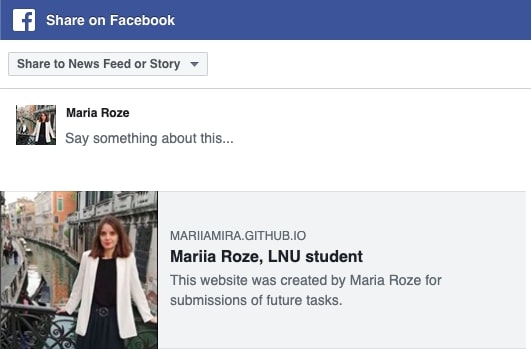 Share on Facebook
Share to News Feed or Story
Maria Roze
Say something about this...
MARIIAMIRA.GITHUB.IO
Mariia Roze, LNU student
This website was created by Maria Roze for
submissions of future tasks.